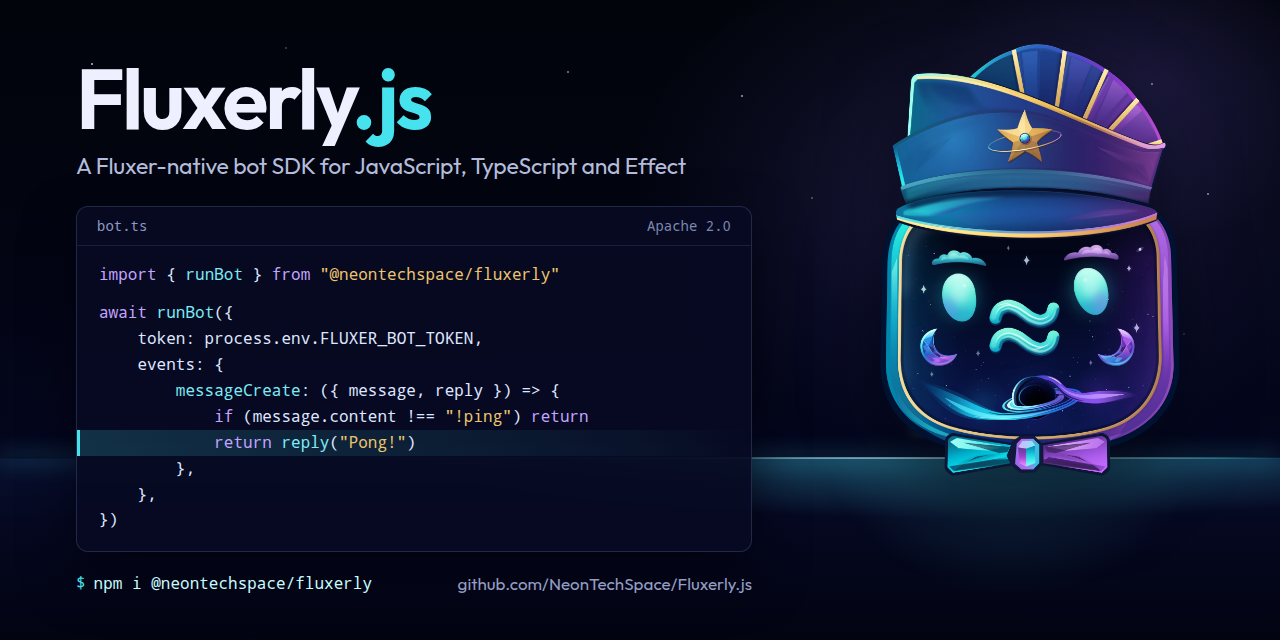 Fluxerly.js
A Fluxer-native bot SDK for JavaScript, TypeScript and Effect
bot.ts Apache 2.0
import { runBot } from "@neontechspace/fluxerly"
await runBot({
    token: process.env.FLUXER_BOT_TOKEN,
    events: {
        messageCreate: ({ message, reply }) => {
            if (message.content !== "!ping") return
            return reply("Pong!")
        },
    },
})
$ npm i @neontechspace/fluxerly github.com/NeonTechSpace/Fluxerly.js